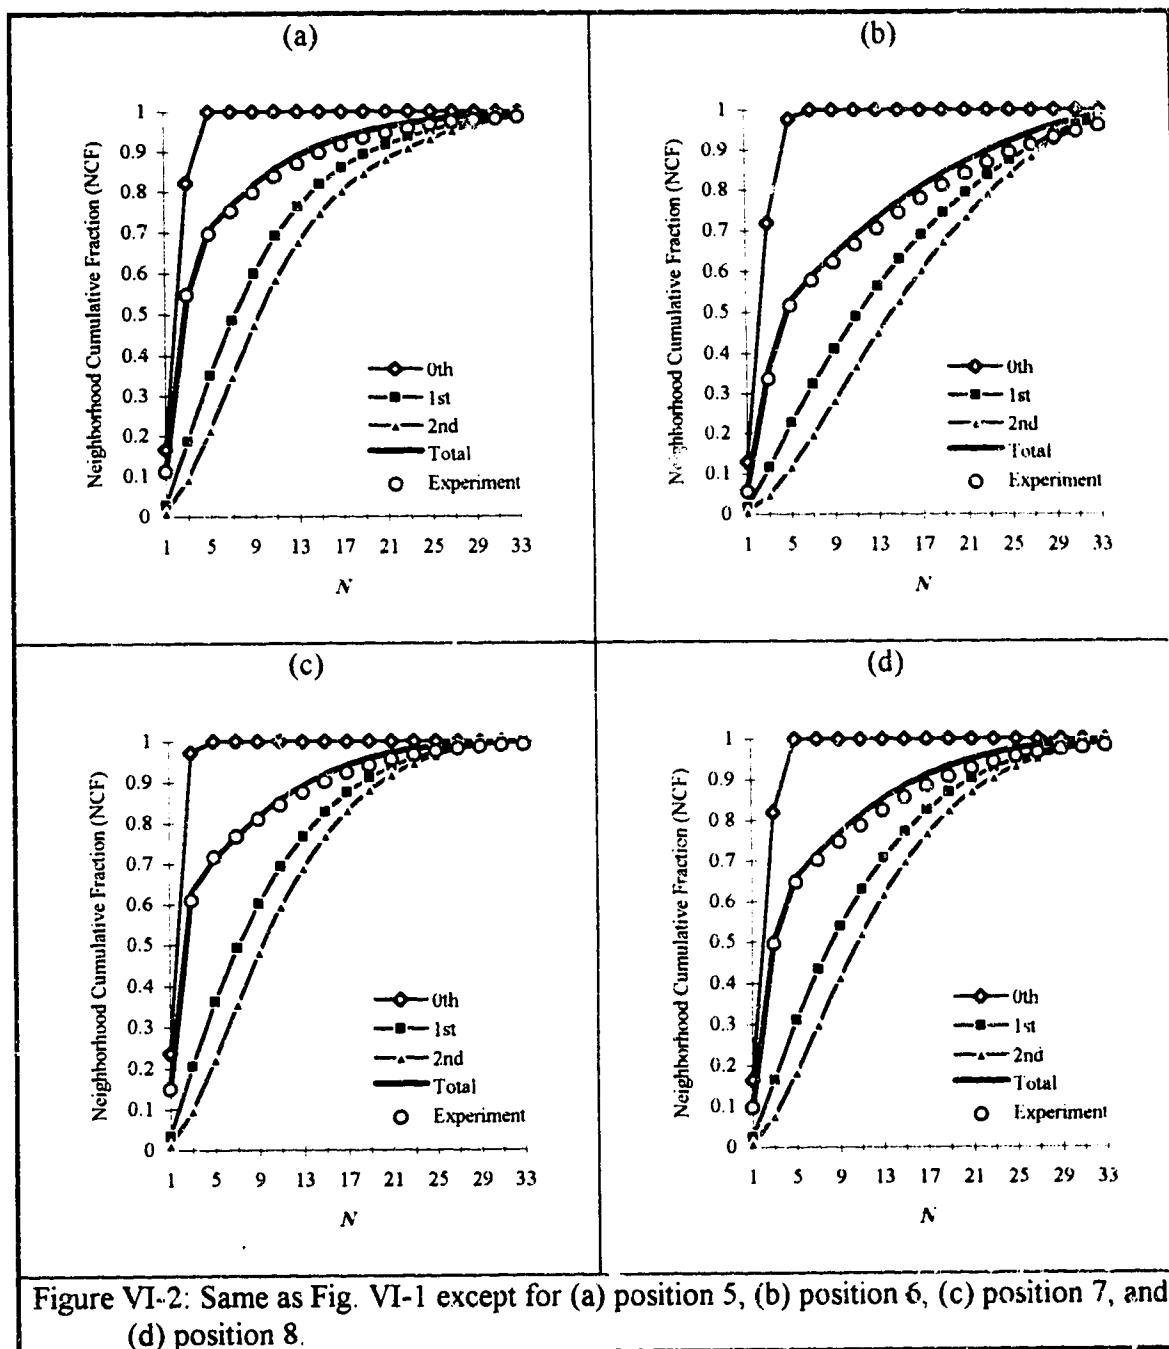 (a)
Neighborhood Cumulative Fraction (NCF)
1
0.9
0.8
0.7
0.6
0.5
0.4
0.3
0.2
0.1
0
0th
1st
2nd
Total
Experiment
1 5 9 13 17 21 25 29 33
N
(b)
Neighborhood Cumulative Fraction (NCF)
1
0.9
0.8
0.7
0.6
0.5
0.4
0.3
0.2
0.1
0
0th
1st
2nd
Total
Experiment
1 5 9 13 17 21 25 29 33
N
(c)
Neighborhood Cumulative Fraction (NCF)
1
0.9
0.8
0.7
0.6
0.5
0.4
0.3
0.2
0.1
0
0th
1st
2nd
Total
Experiment
1 5 9 13 17 21 25 29 33
N
(d)
Neighborhood Cumulative Fraction (NCF)
1
0.9
0.8
0.7
0.6
0.5
0.4
0.3
0.2
0.1
0
0th
1st
2nd
Total
Experiment
1 5 9 13 17 21 25 29 33
N
Figure VI-2: Same as Fig. VI-1 except for (a) position 5, (b) position 6, (c) position 7, and
(d) position 8.